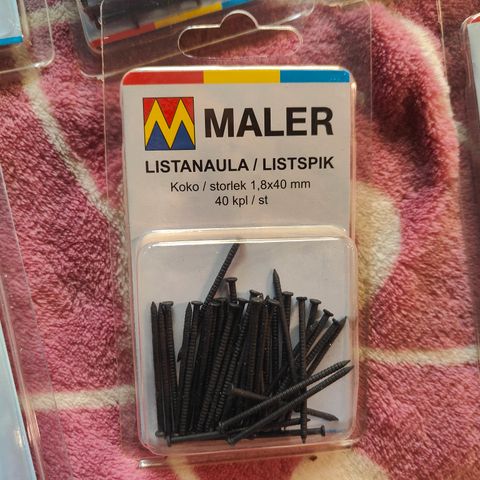 MALER
LISTANAULA / LISTSPIK
Koko / storlek 1,8x40 mm
40 kpl / st